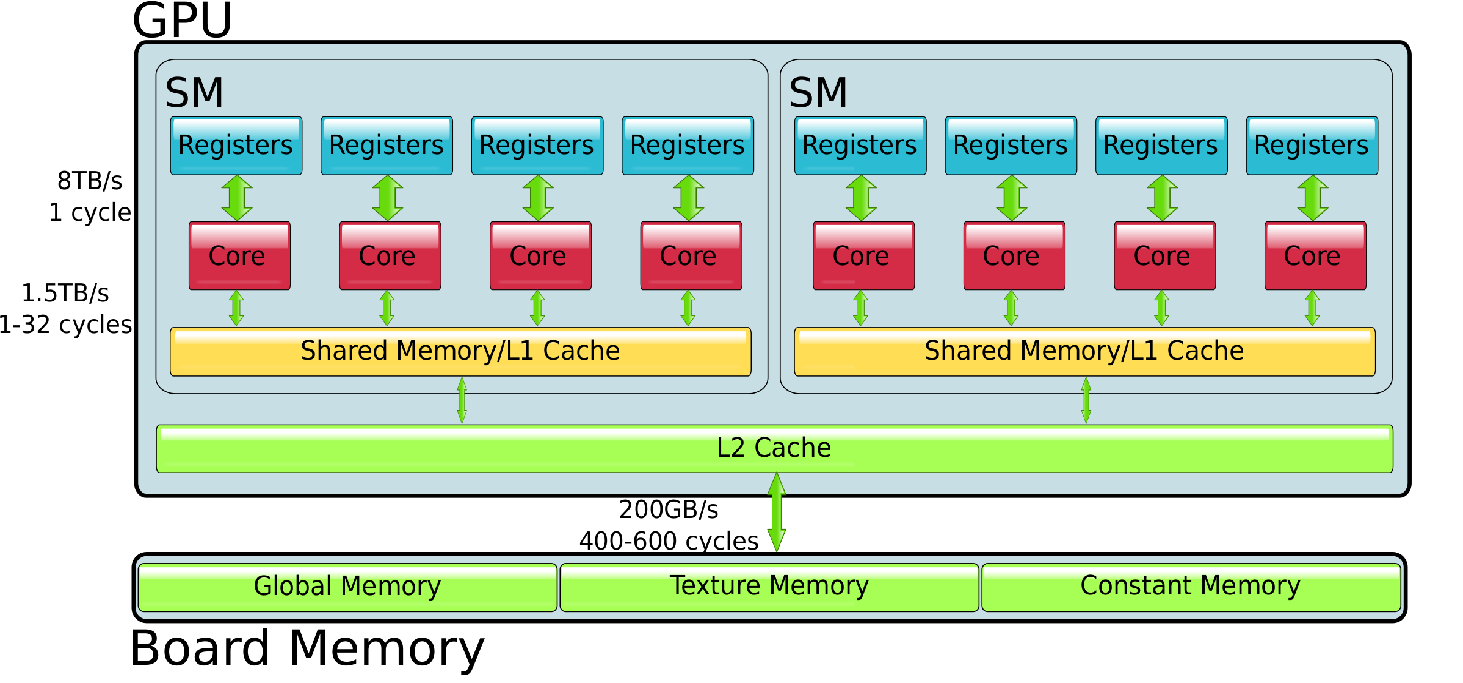 GPU
SM
SM
Registers
Registers
Registers
Registers
Registers
Registers
Registers
Registers
8TB/s
1 cycle
Core
Core
Core
Core
Core
Core
Core
Core
1.5TB/s
1-32 cycles
Shared Memory/L1 Cache
Shared Memory/L1 Cache
L2 Cache
200GB/s
400-600 cycles
Global Memory
Texture Memory
Constant Memory
Board Memory